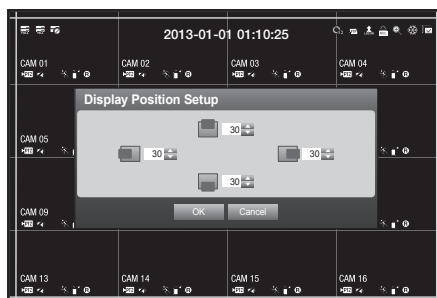 2013-01-01 01:10:25
CAM 01 CAM 02 CAM 03 CAM 04
Display Position Setup
30
CAM 05
30 30
30
CAM 09
OK Cancel
CAM 13 CAM 14 CAM 15 CAM 16